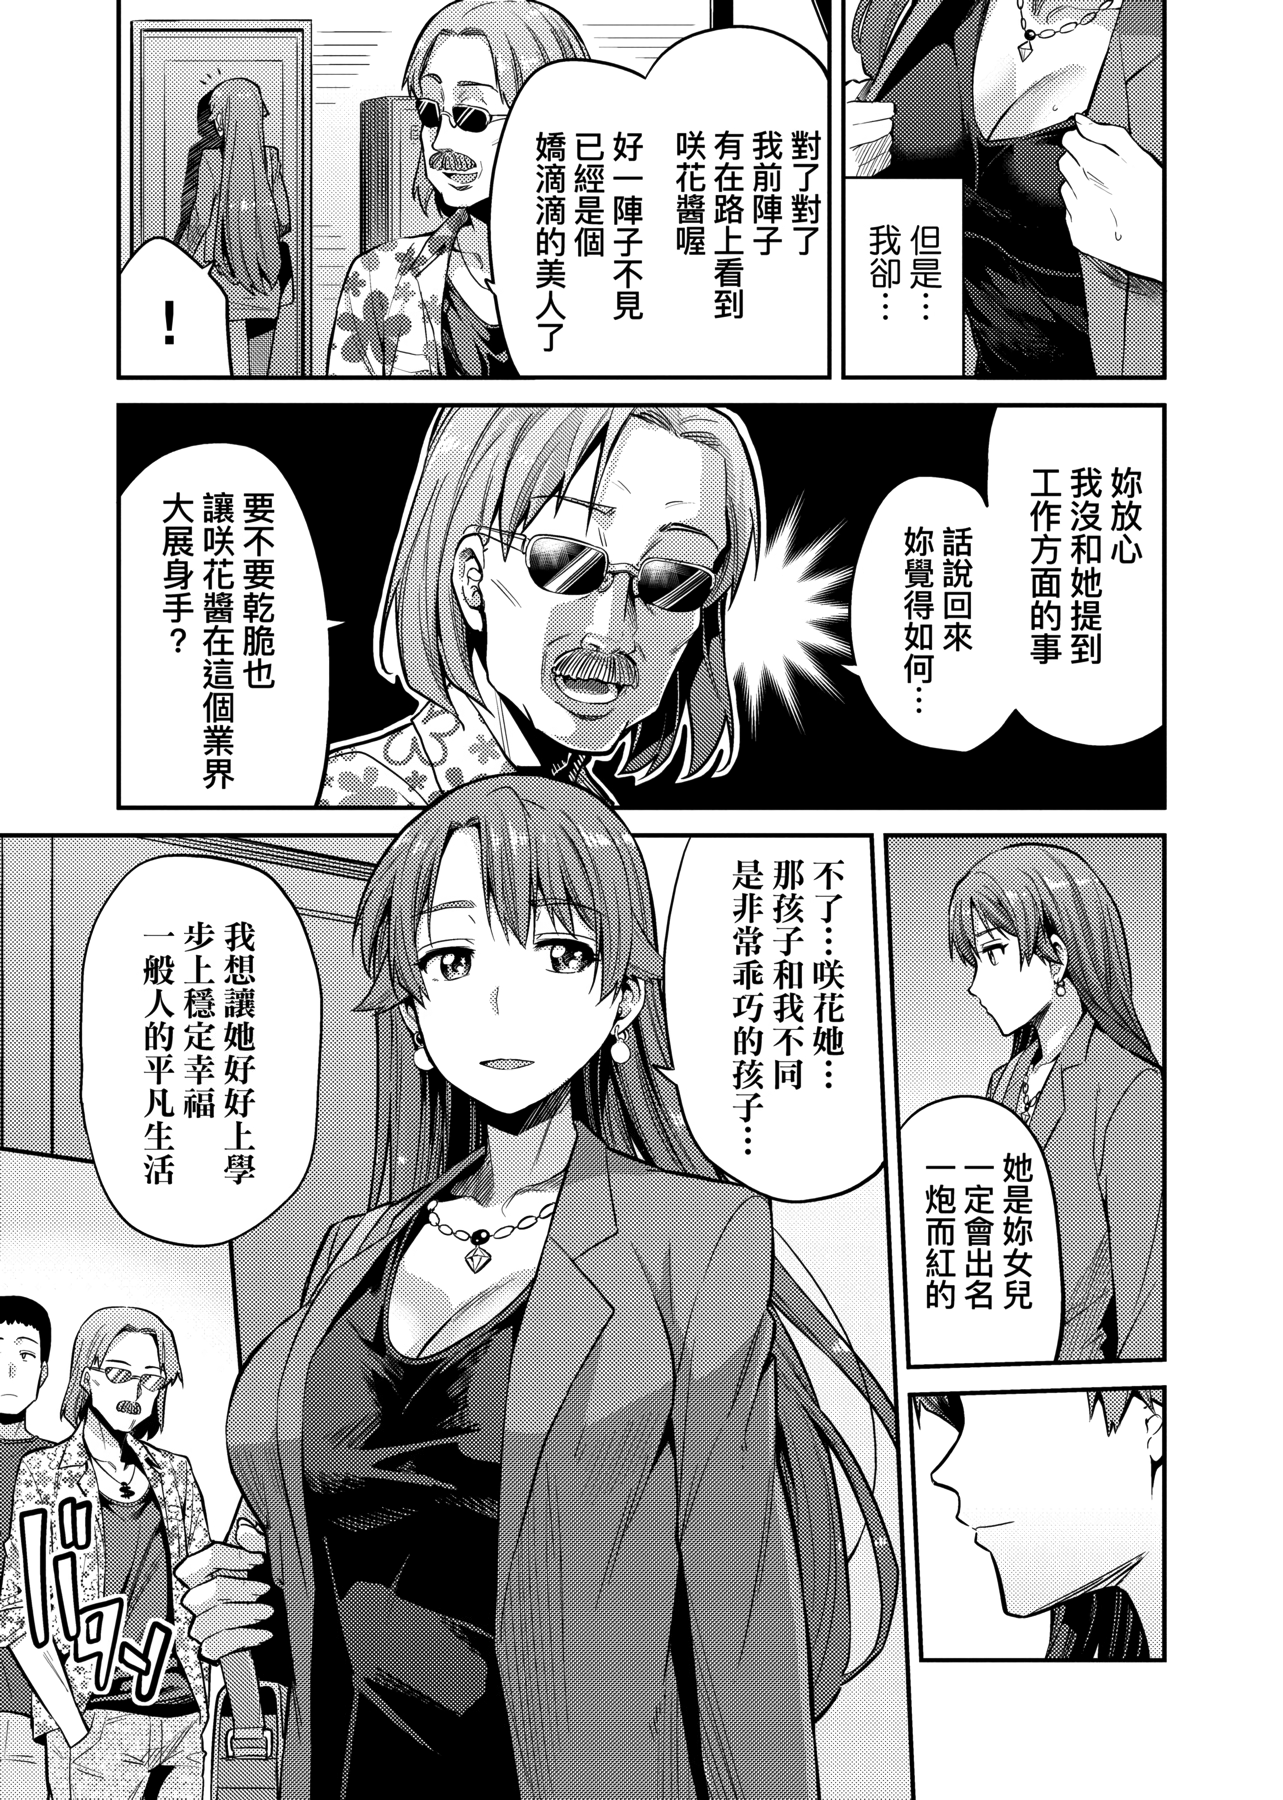 但是…
我卻…
對了對了
我前陣子
有在路上看到
咲花醬喔
好一陣子不見
已經是個
嬌滴滴的美人了
！
妳放心
我沒和她提到
工作方面的事
話說回來
妳覺得如何…
要不要乾脆也
讓咲花醬在這個業界
大展身手？
她是妳女兒
一定會出名
一炮而紅的
不了…咲花她…
那孩子和我不同
是非常乖巧的孩子…
我想讓她好好上學
步上穩定幸福
一般人的平凡生活
ドタメ